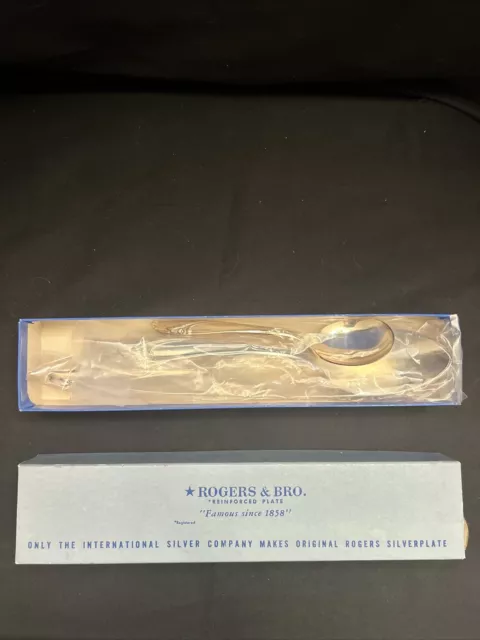 ★ ROGERS & BRO.
*REINFORCED PLATE
"Famous since 1858"
*Registered
ONLY THE INTERNATIONAL SILVER COMPANY MAKES ORIGINAL ROGERS SILVERPLATE